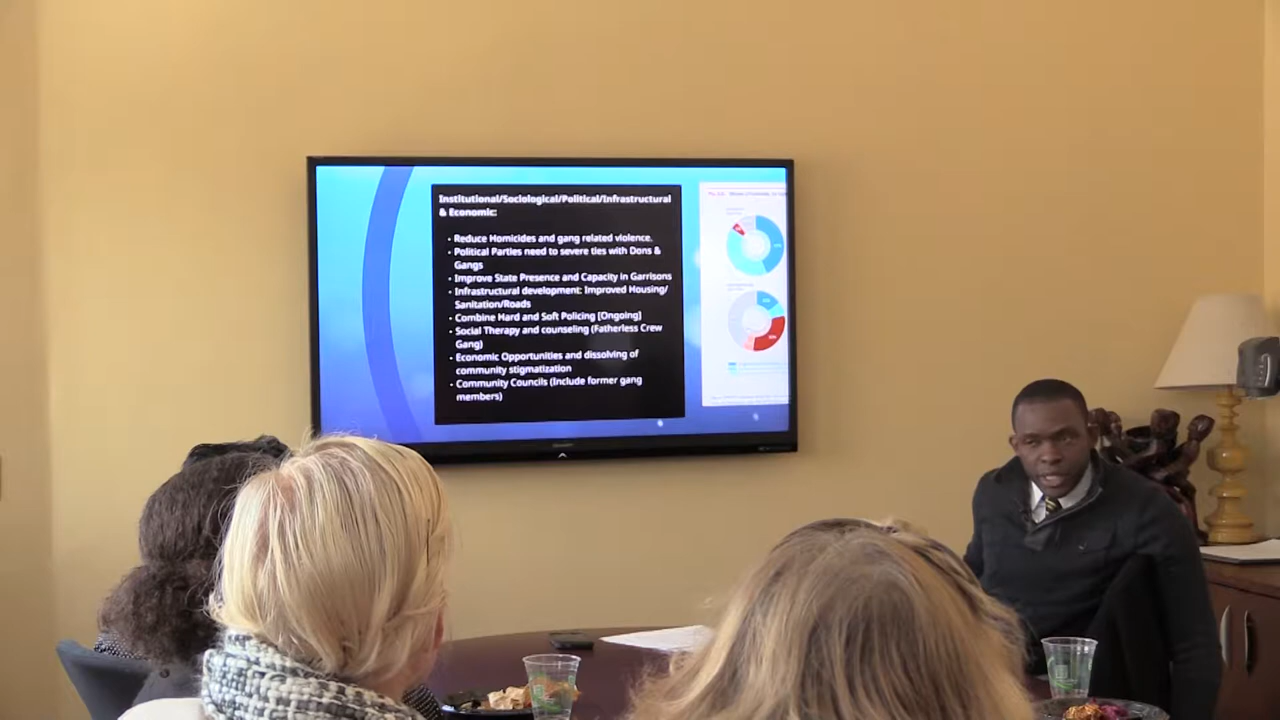 Institutional/Sociological/Political/Infrastructural
& Economic:
• Reduce Homicides and gang related violence.
• Political Parties need to severe ties with Dons &
Gangs
• Improve State Presence and Capacity in Garrisons
• Infrastructural development: Improved Housing/
Sanitation/Roads
• Combine Hard and Soft Policing [Ongoing]
• Social Therapy and counseling (Fatherless Crew
Gang)
• Economic Opportunities and dissolving of
community stigmatization
• Community Councils (Include former gang
members)